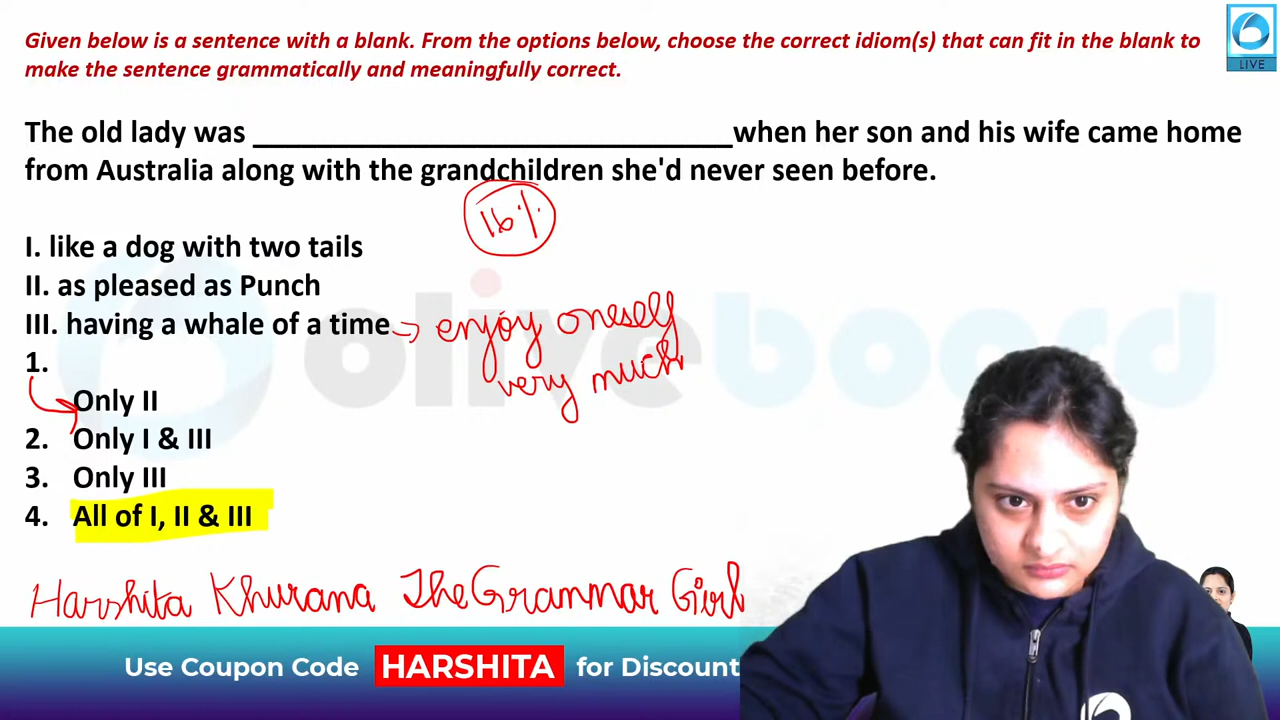 Given below is a sentence with a blank. From the options below, choose the correct idiom(s) that can fit in the blank to
make the sentence grammatically and meaningfully correct.
LIVE
The old lady was ________________________________when her son and his wife came home
from Australia along with the grandchildren she'd never seen before.
16%
I. like a dog with two tails
II. as pleased as Punch
III. having a whale of a time → enjoy oneself
very much
1.
Only II
2. Only I & III
3. Only III
4. All of I, II & III
oliveboard
Harshita Khurana The Grammar Girl
Use Coupon Code HARSHITA for Discount